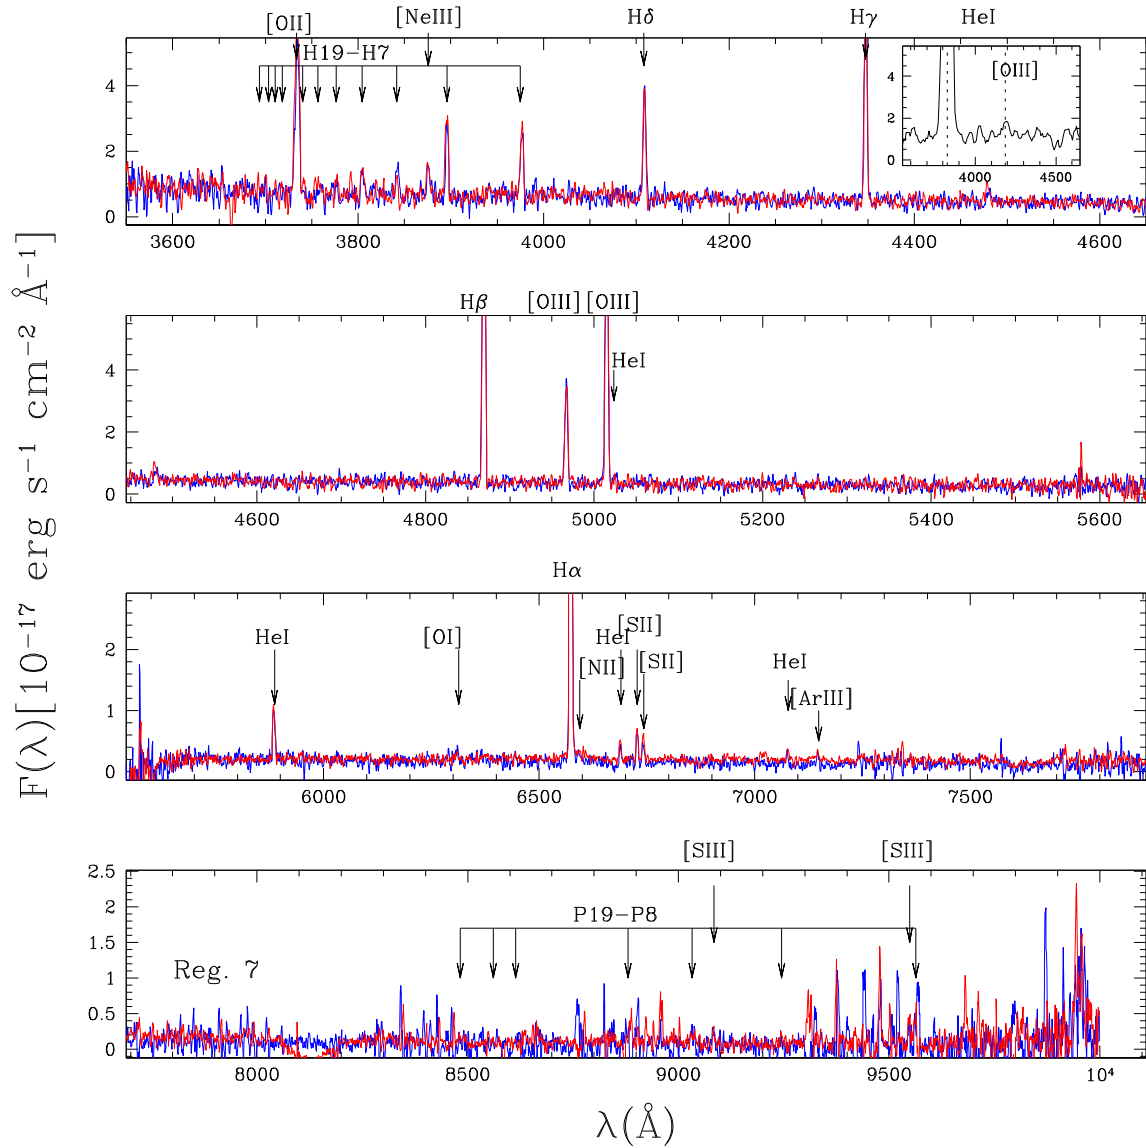 [OII] [NeIII] Hδ Hγ HeI
H19−H7
[OIII]
4
2
0
4
2
0
4000 4500
3600 3800 4000 4200 4400 4600
Hβ [OIII] [OIII]
HeI
4
2
0
4600 4800 5000 5200 5400 5600
Hα
HeI [OI] HeI [SII]
[NII] [SII] HeI
[ArIII]
2
1
0
6000 6500 7000 7500
[SIII] [SIII]
P19−P8
Reg. 7
2.5
2
1.5
1
0.5
0
8000 8500 9000 9500 10⁴
λ(Å)
F(λ)[10⁻¹⁷ erg s⁻¹ cm⁻² Å⁻¹]